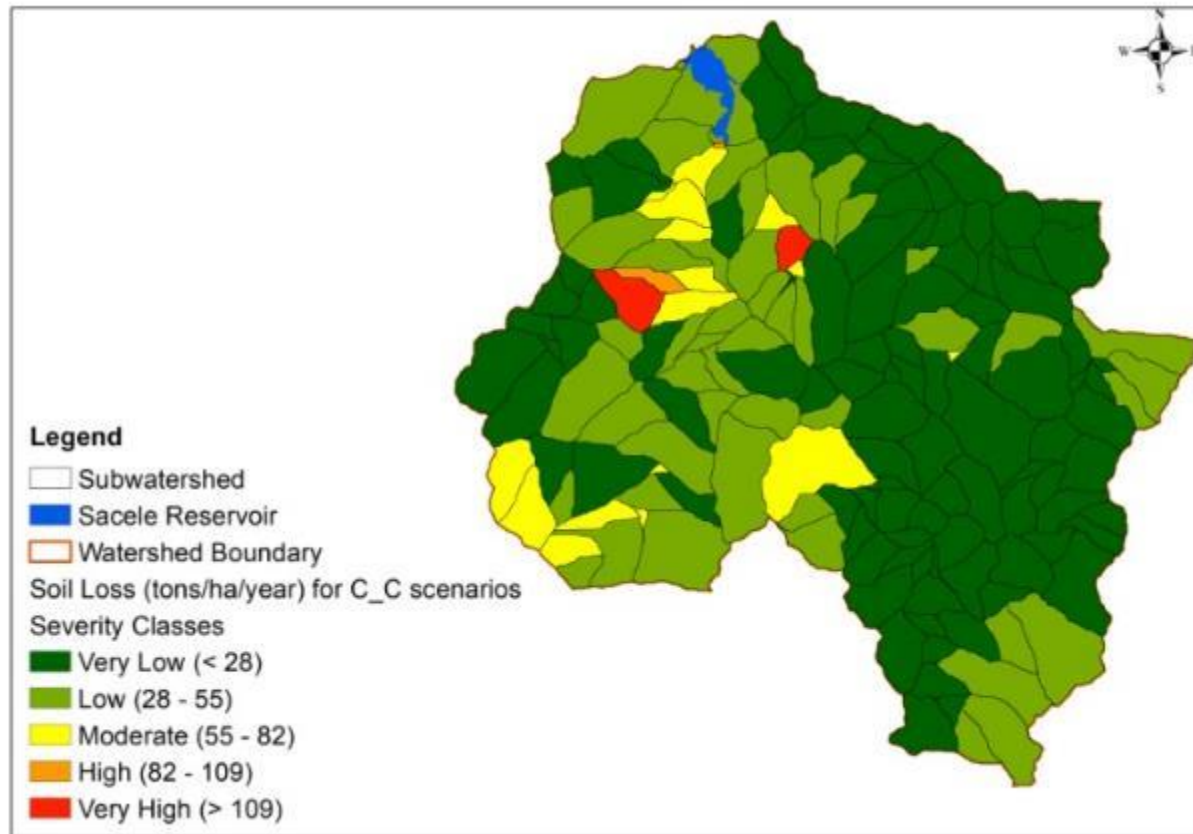 N
W
S
Legend
Subwatershed
Sacele Reservoir
Watershed Boundary
Soil Loss (tons/ha/year) for C_C scenarios
Severity Classes
Very Low (< 28)
Low (28 - 55)
Moderate (55 - 82)
High (82 - 109)
Very High (> 109)